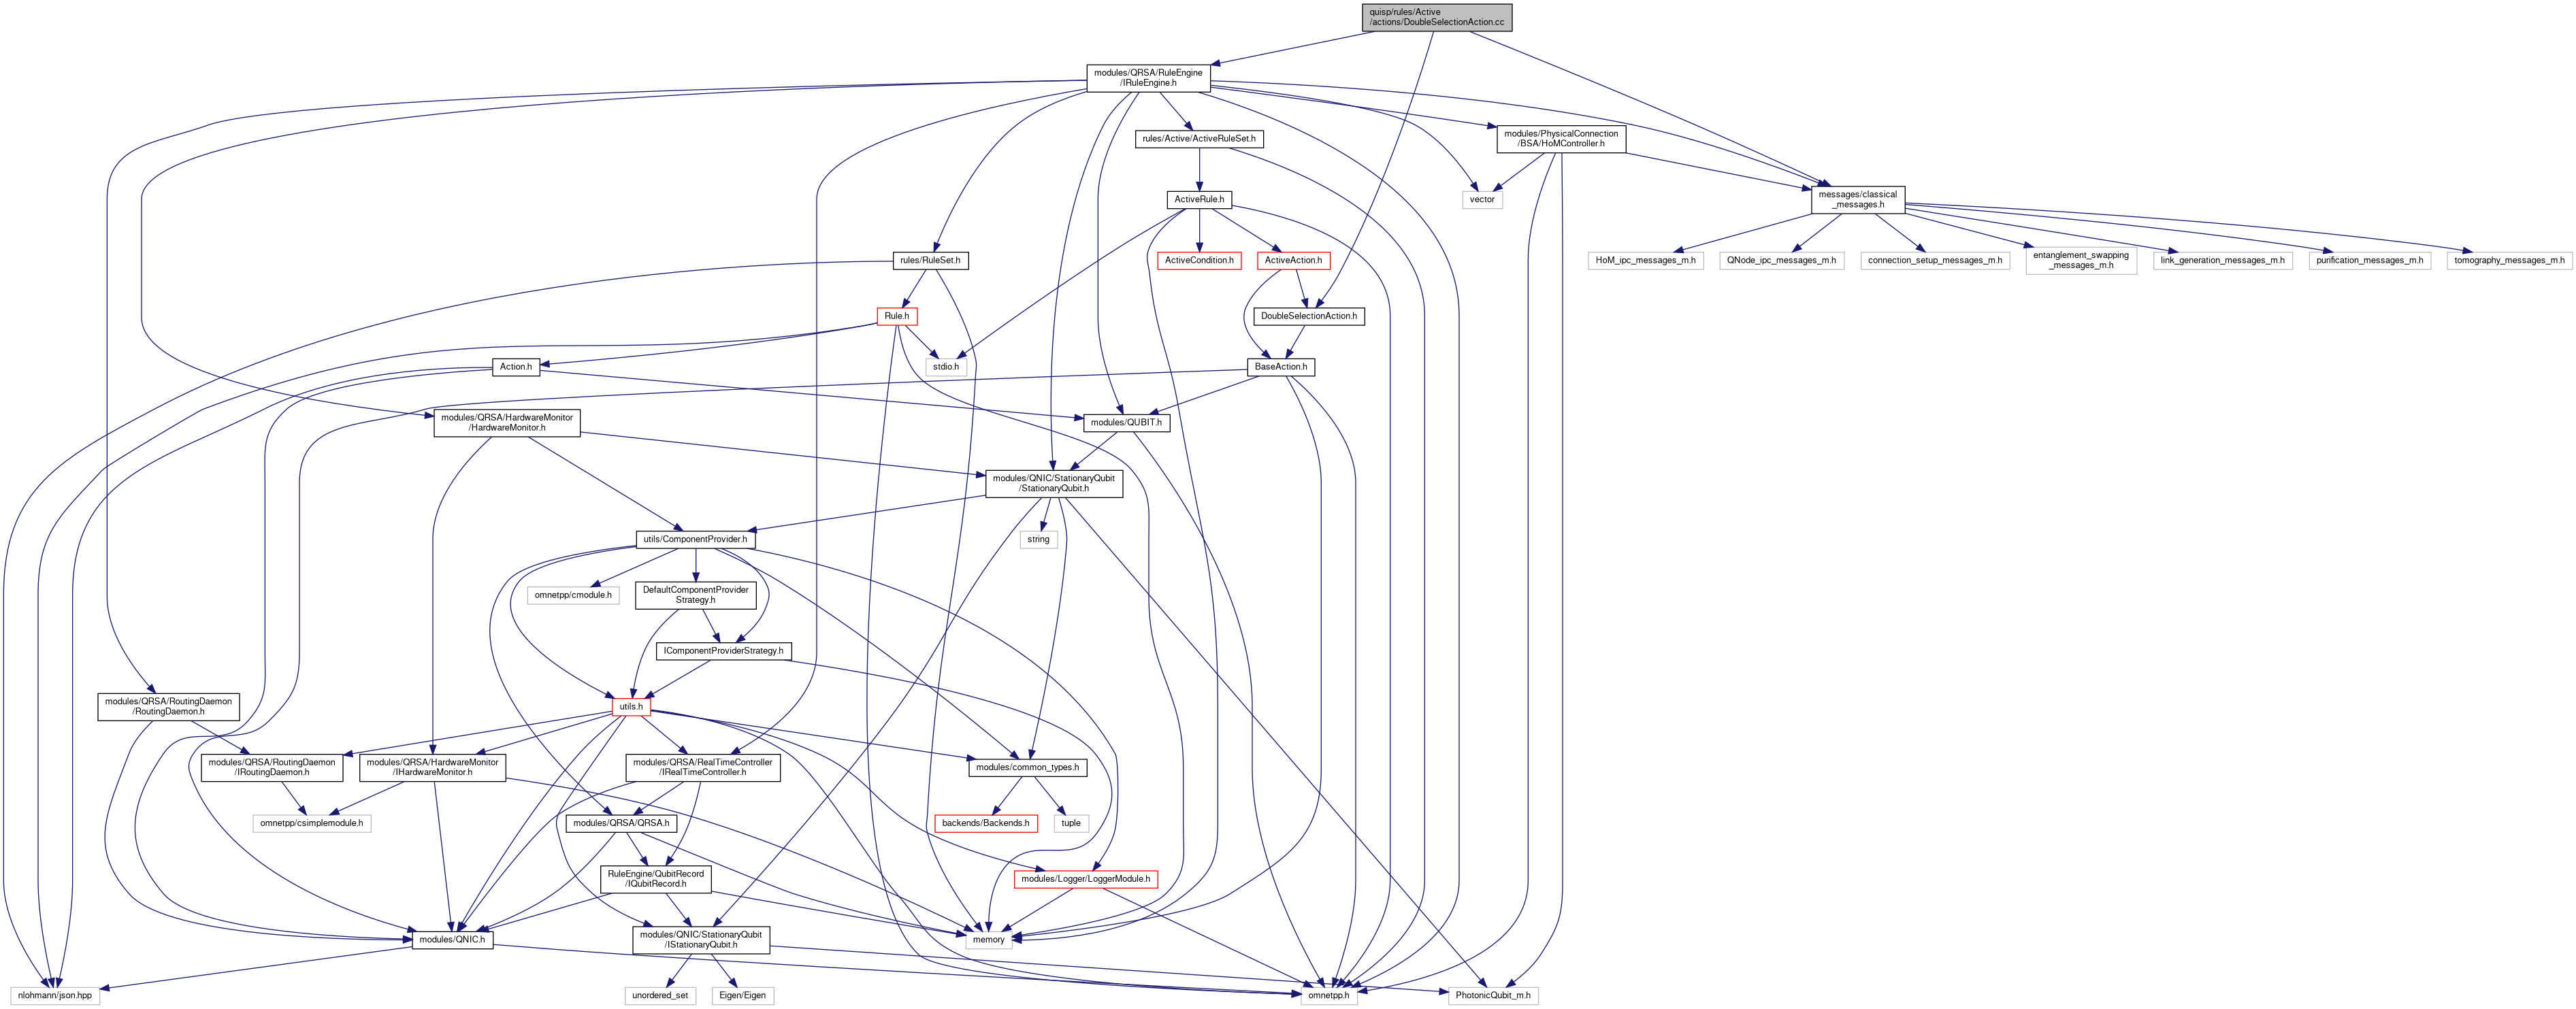 quisp/rules/Active
/actions/DoubleSelectionAction.cc
modules/QRSA/RuleEngine
/IRuleEngine.h
rules/Active/ActiveRuleSet.h
modules/PhysicalConnection
/BSA/HoMController.h
ActiveRule.h
vector
messages/classical
_messages.h
rules/RuleSet.h
ActiveCondition.h
ActiveAction.h
HoM_ipc_messages_m.h
QNode_ipc_messages_m.h
connection_setup_messages_m.h
entanglement_swapping
_messages_m.h
link_generation_messages_m.h
purification_messages_m.h
tomography_messages_m.h
Rule.h
DoubleSelectionAction.h
Action.h
stdio.h
BaseAction.h
modules/QRSA/HardwareMonitor
/HardwareMonitor.h
modules/QUBIT.h
modules/QNIC/StationaryQubit
/StationaryQubit.h
utils/ComponentProvider.h
string
omnetpp/cmodule.h
DefaultComponentProvider
Strategy.h
IComponentProviderStrategy.h
modules/QRSA/RoutingDaemon
/RoutingDaemon.h
utils.h
modules/QRSA/RoutingDaemon
/IRoutingDaemon.h
modules/QRSA/HardwareMonitor
/IHardwareMonitor.h
modules/QRSA/RealTimeController
/IRealTimeController.h
modules/common_types.h
omnetpp/csimplemodule.h
modules/QRSA/QRSA.h
backends/Backends.h
tuple
RuleEngine/QubitRecord
/IQubitRecord.h
modules/Logger/LoggerModule.h
modules/QNIC.h
modules/QNIC/StationaryQubit
/IStationaryQubit.h
memory
nlohmann/json.hpp
unordered_set
Eigen/Eigen
omnetpp.h
PhotonicQubit_m.h